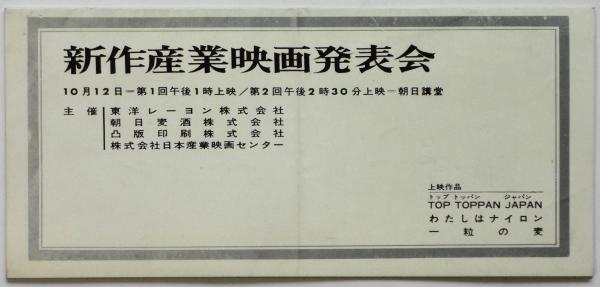 新作産業映画発表会
10月12日—第1回午後1時上映／第2回午後2時30分上映—朝日講堂
主催 東洋レーヨン株式会社
朝日麦酒株式会社
凸版印刷株式会社
株式会社日本産業映画センター
上映作品
トップ トッパン ジャパン
TOP TOPPAN JAPAN
わたしはナイロン
一粒の麦